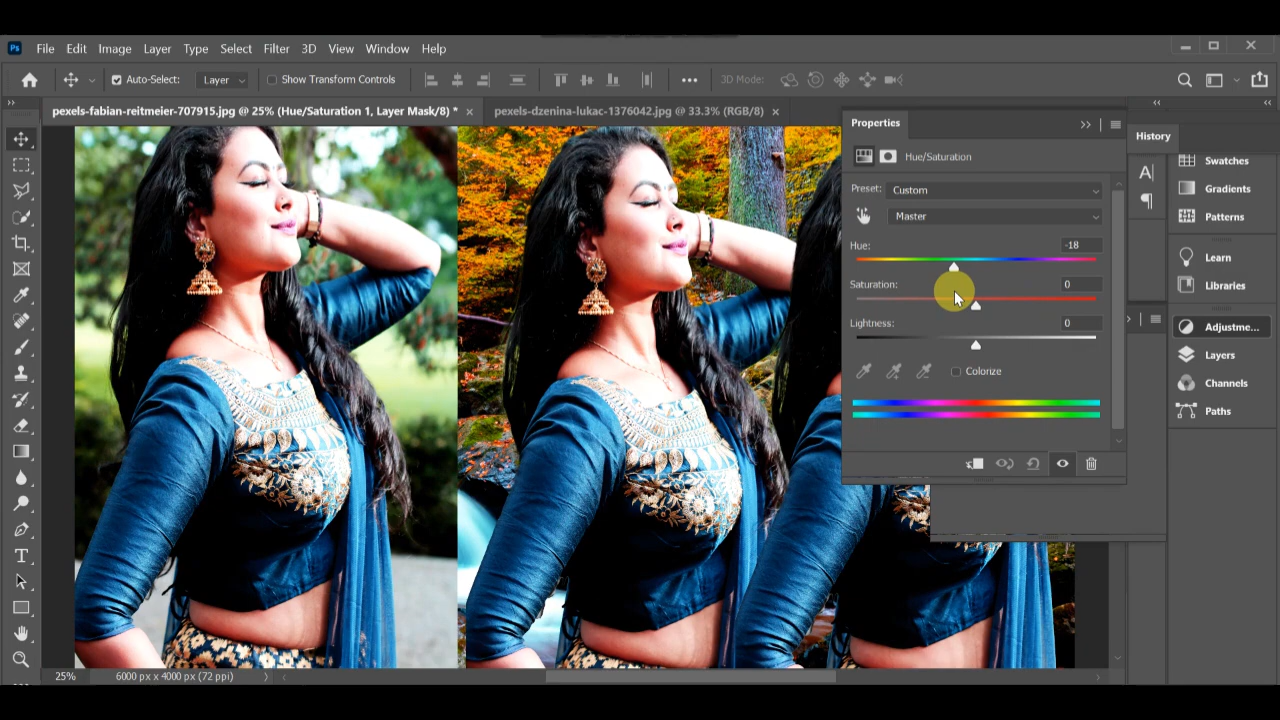 Ps File Edit Image Layer Type Select Filter 3D View Window Help
Auto-Select: Layer Show Transform Controls 3D Mode:
pexels-fabian-reitmeier-707915.jpg @ 25% (Hue/Saturation 1, Layer Mask/8) * × pexels-dzenina-lukac-1376042.jpg @ 33.3% (RGB/8) ×
Properties
History
Hue/Saturation
Swatches
Preset: Custom
Gradients
Master
Patterns
Hue: -18
Learn
Saturation: 0
Libraries
Lightness: 0
Adjustme...
Layers
Colorize
Channels
Paths
25% 6000 px x 4000 px (72 ppi)